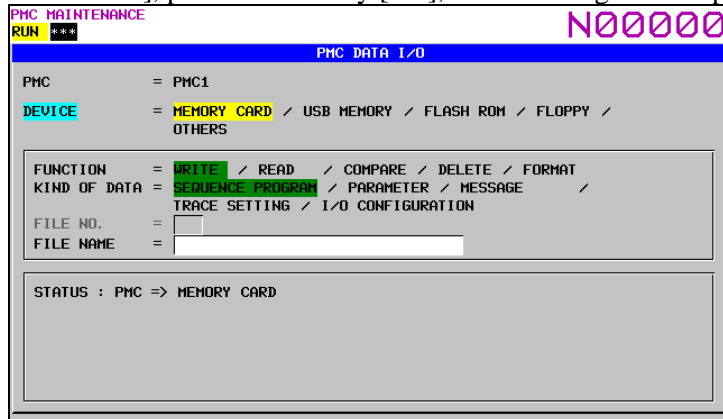 PMC MAINTENANCE
N00000
RUN ***
PMC DATA I/O
PMC = PMC1
DEVICE = MEMORY CARD / USB MEMORY / FLASH ROM / FLOPPY /
OTHERS
FUNCTION = WRITE / READ / COMPARE / DELETE / FORMAT
KIND OF DATA = SEQUENCE PROGRAM / PARAMETER / MESSAGE /
TRACE SETTING / I/O CONFIGURATION
FILE NO. =
FILE NAME =
STATUS : PMC => MEMORY CARD